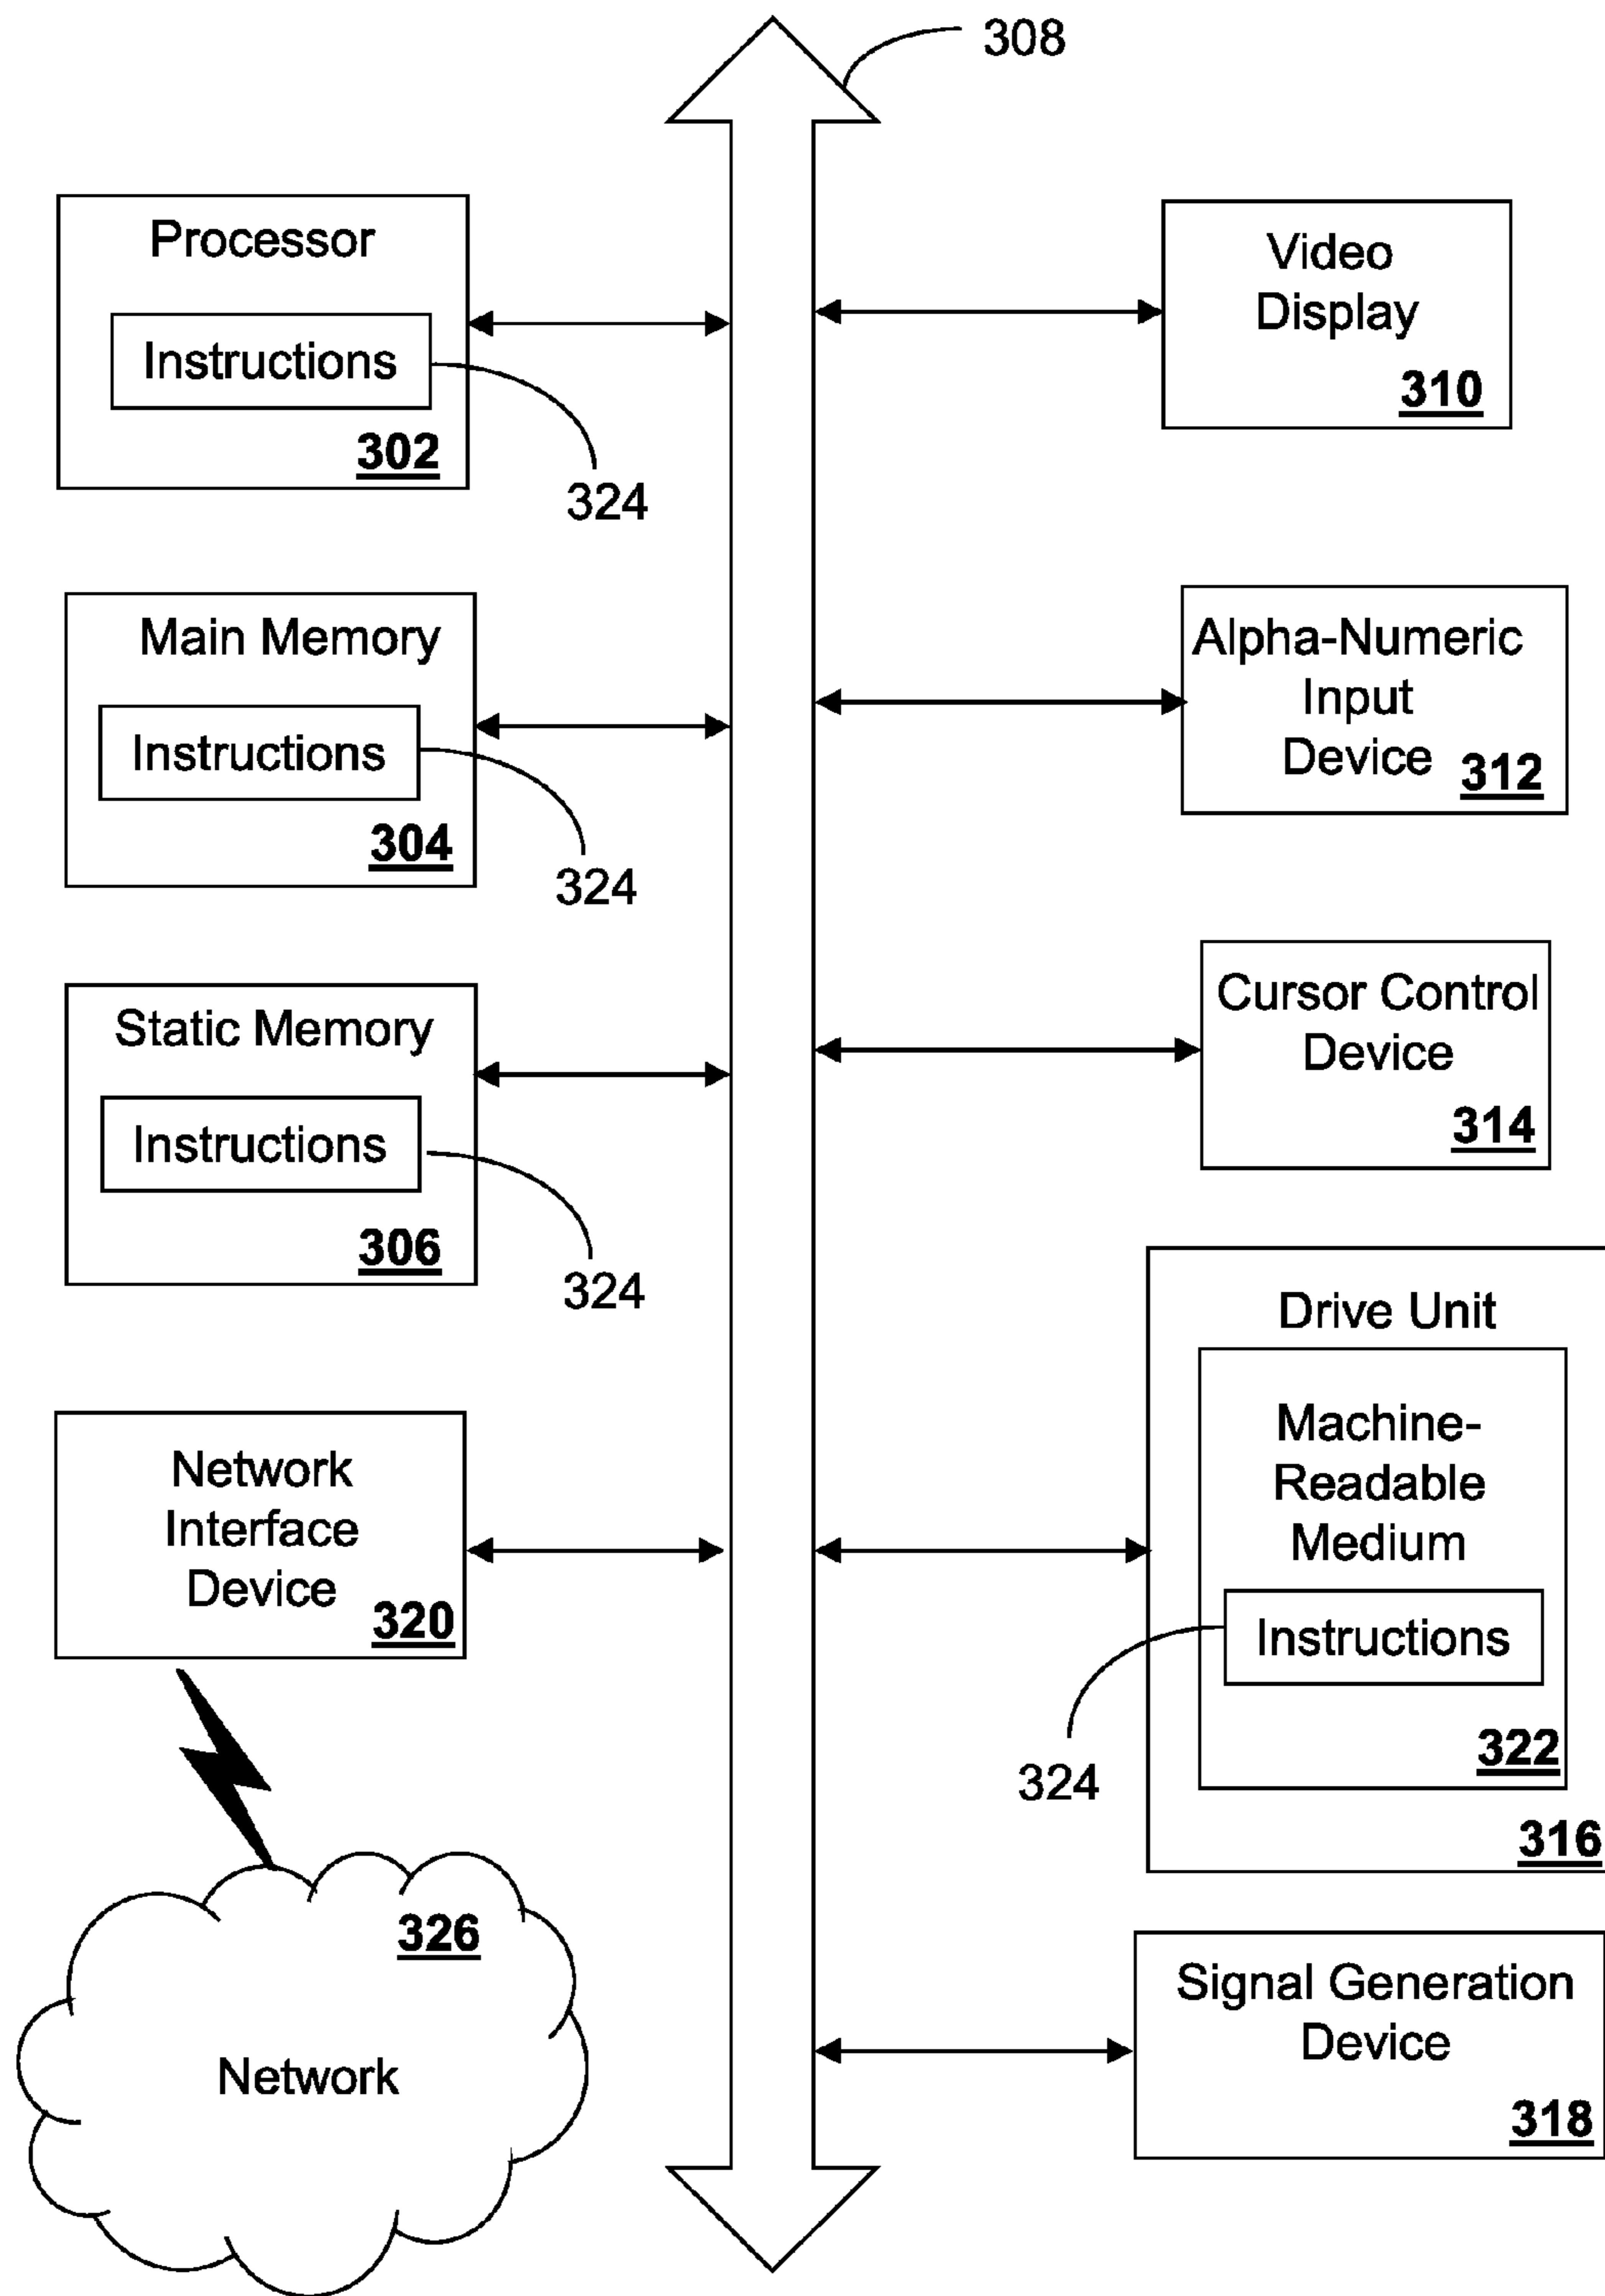 308
Processor
Instructions
302
324
Main Memory
Instructions
304
324
Static Memory
Instructions
306
324
Network
Interface
Device
320
326
Network
Video
Display
310
Alpha-Numeric
Input
Device
312
Cursor Control
Device
314
Drive Unit
Machine-
Readable
Medium
Instructions
322
324
316
Signal Generation
Device
318